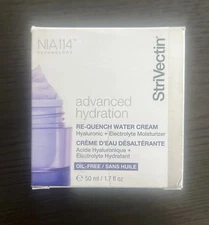 NIA114
TECHNOLOGY
StriVectin
advanced
hydration
RE-QUENCH WATER CREAM
Hyaluronic + Electrolyte Moisturizer
CRÈME D'EAU DÉSALTÉRANTE
Acide Hyaluronique +
Électrolyte Hydratant
OIL-FREE / SANS HUILE
50 ml / 1.7 fl oz